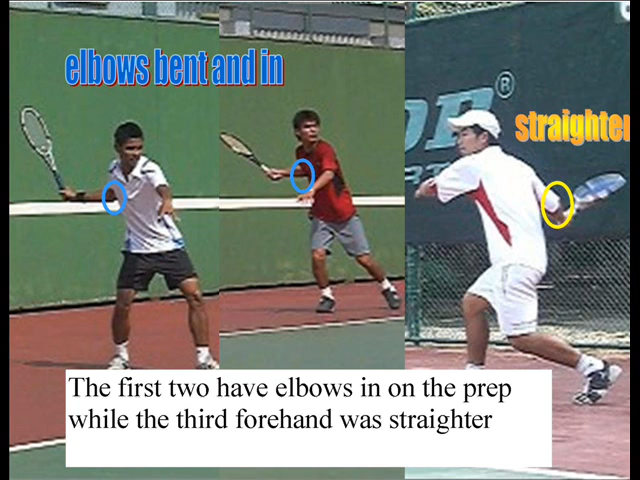 elbows bent and in
straighter
The first two have elbows in on the prep
while the third forehand was straighter